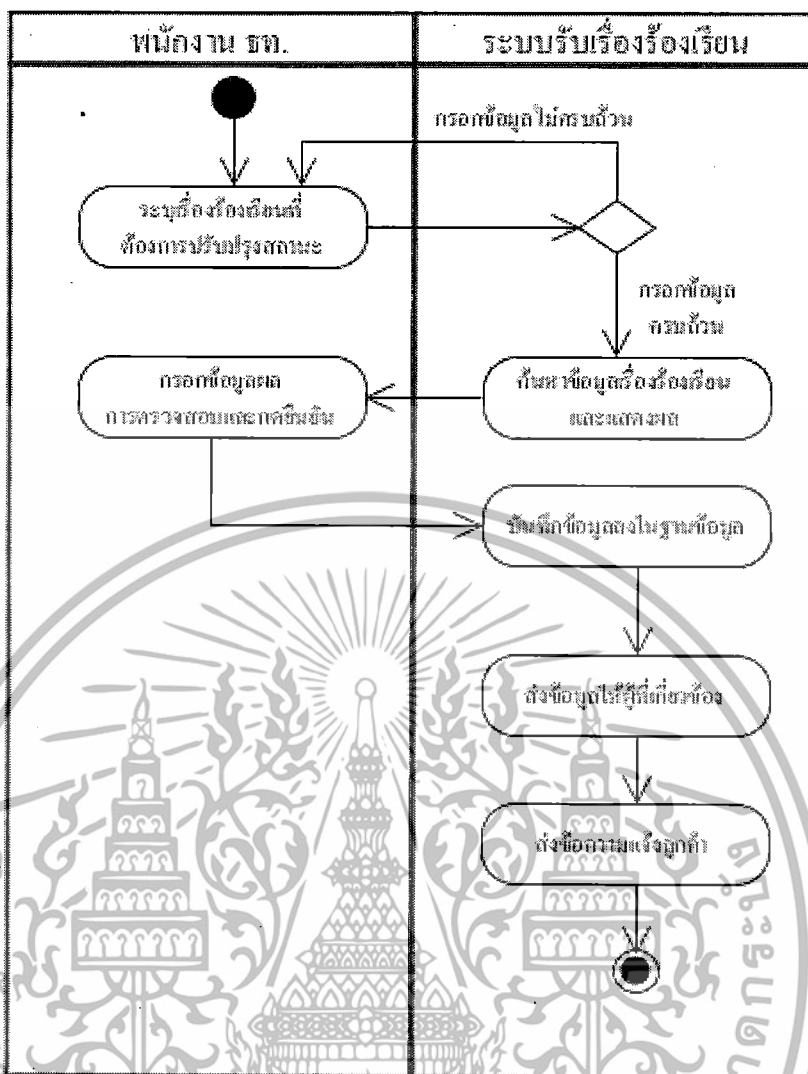 พนักงาน ธท.
ระบบรับเรื่องร้องเรียน
กรอกข้อมูลไม่ครบถ้วน
ระบุเรื่องร้องเรียนที่
ต้องการปรับปรุงสถานะ
กรอกข้อมูล
ครบถ้วน
กรอกข้อมูลผล
การตรวจสอบและกดยืนยัน
ค้นหาข้อมูลเรื่องร้องเรียน
และแสดงผล
บันทึกข้อมูลลงในฐานข้อมูล
ส่งข้อมูลให้ผู้ที่เกี่ยวข้อง
ส่งข้อความแจ้งลูกค้า